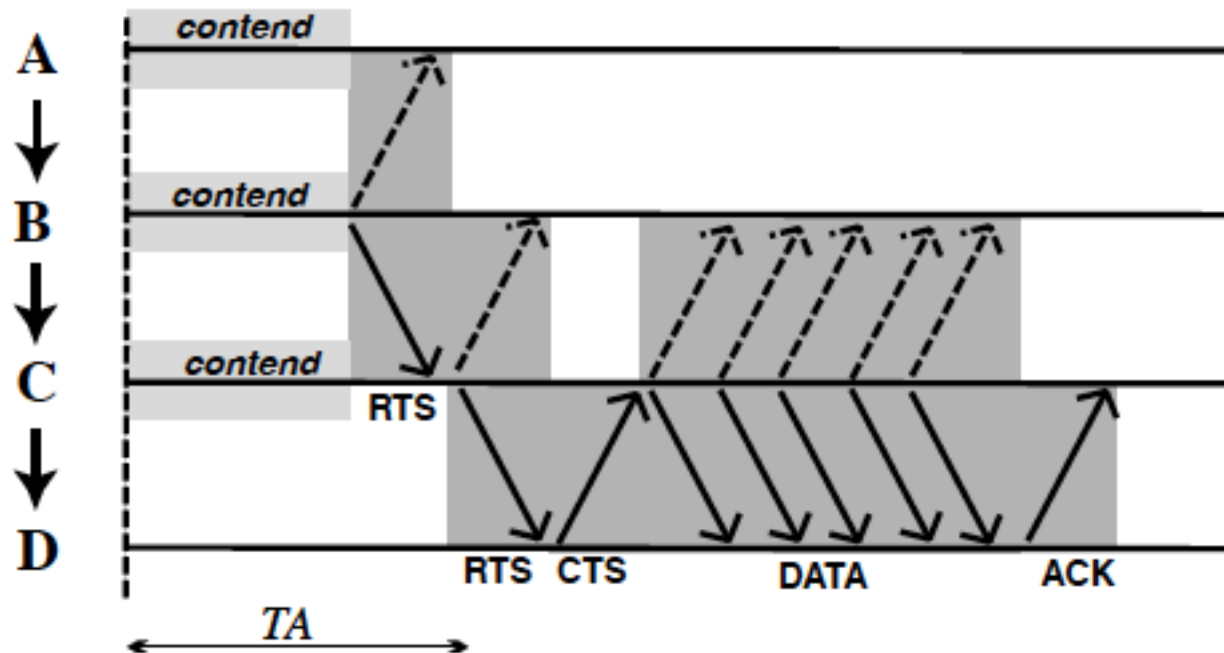 contend
A
contend
B
contend
C
RTS
D
RTS CTS DATA ACK
TA